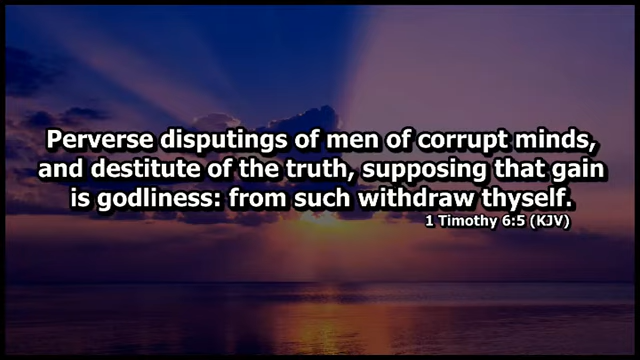 Perverse disputings of men of corrupt minds,
and destitute of the truth, supposing that gain
is godliness: from such withdraw thyself.
1 Timothy 6:5 (KJV)